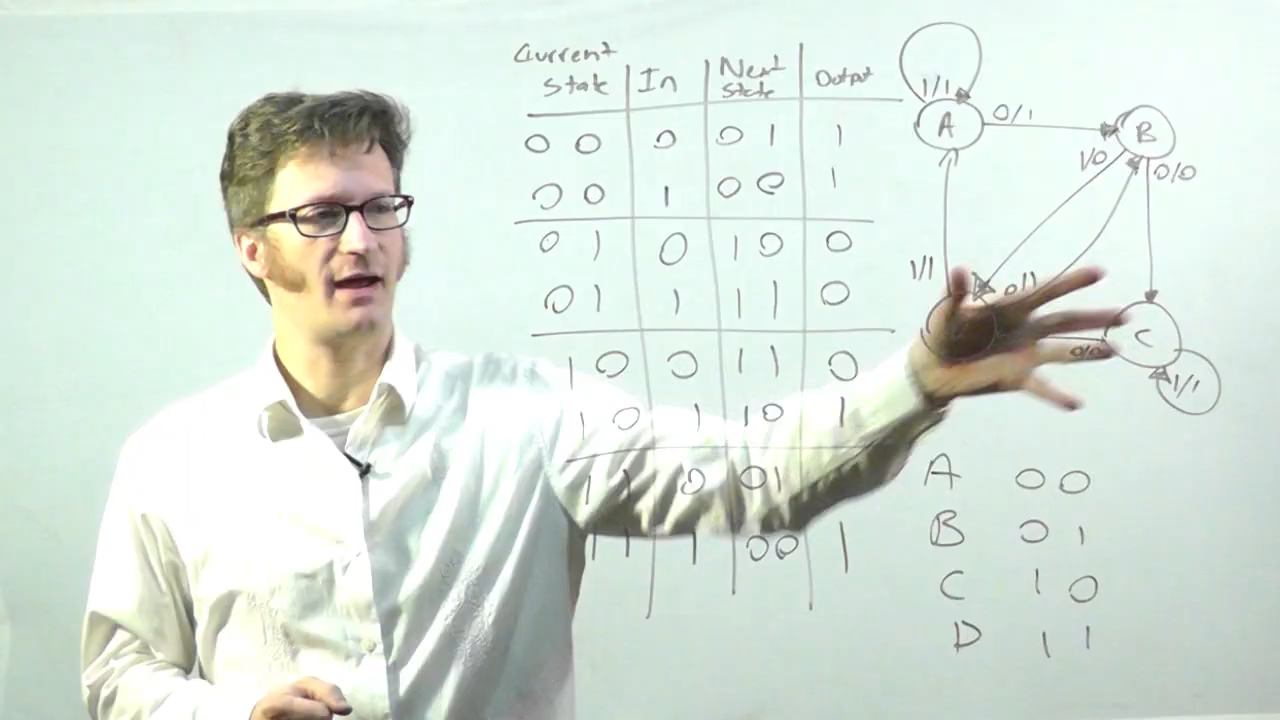 Current State In Next State Output
0 0 0 0 1 1
0 0 1 0 0 1
0 1 0 1 0 0
0 1 1 1 1 0
1 0 0 1 1 0
1 0 1 1 0 1
1 1 0 0 1
1 1 1 0 0 1
1/1
A 0/1 B
1/0 0/0
1/1 0/1
0/0 C
1/1
A 0 0
B 0 1
C 1 0
D 1 1